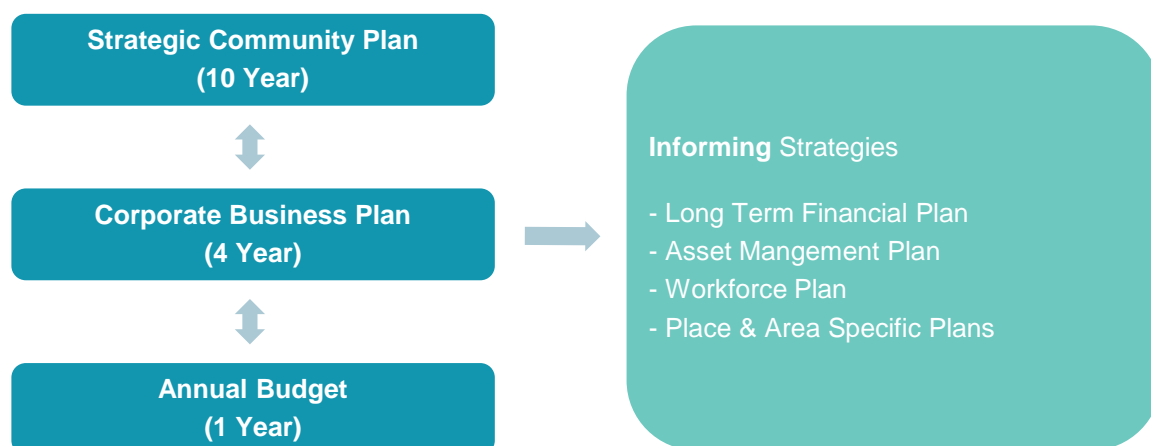 Strategic Community Plan
(10 Year)
Corporate Business Plan
(4 Year)
Annual Budget
(1 Year)
Informing Strategies
- Long Term Financial Plan
- Asset Mangement Plan
- Workforce Plan
- Place & Area Specific Plans